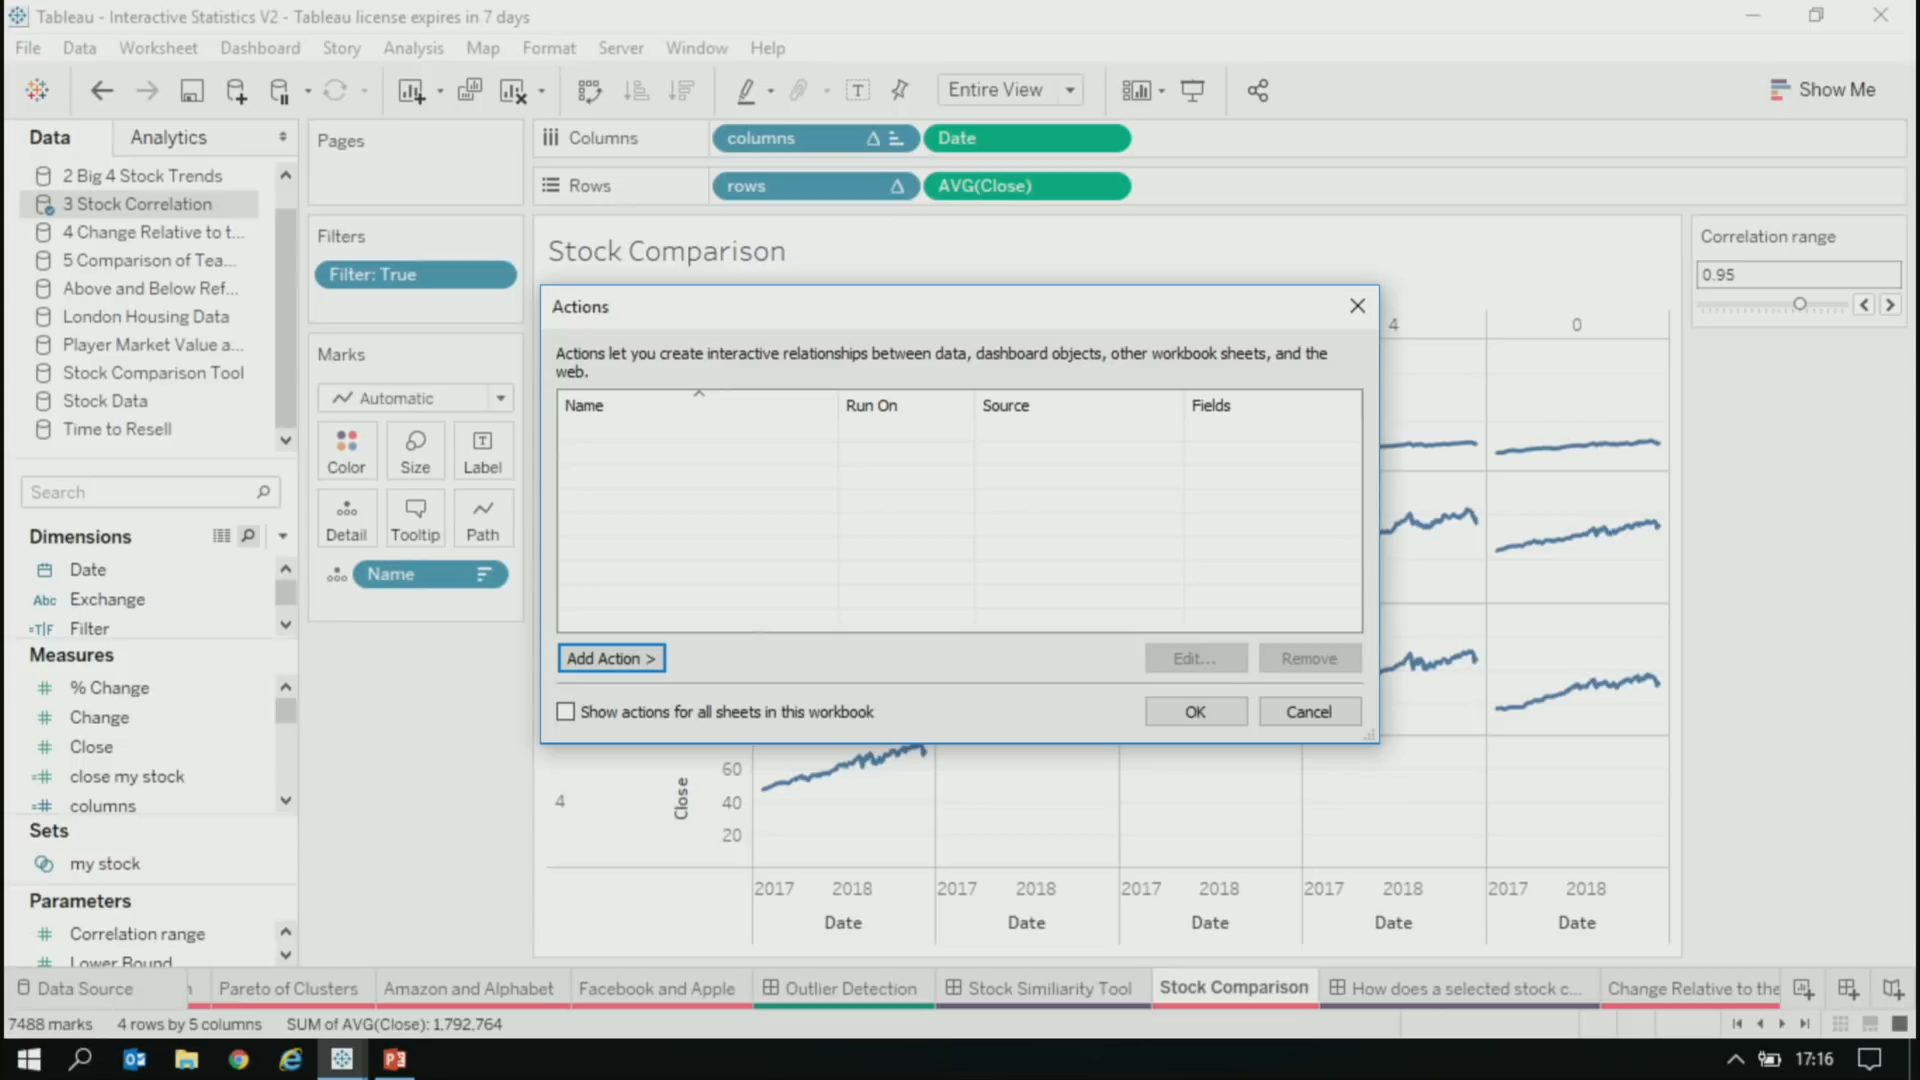 Tableau - Interactive Statistics V2 - Tableau license expires in 7 days
File Data Worksheet Dashboard Story Analysis Map Format Server Window Help
Entire View
Show Me
Data Analytics
2 Big 4 Stock Trends
3 Stock Correlation
4 Change Relative to t...
5 Comparison of Tea...
Above and Below Ref...
London Housing Data
Player Market Value a...
Stock Comparison Tool
Stock Data
Time to Resell
Search
Dimensions
Date
Abc Exchange
=T|F Filter
Measures
# % Change
# Change
# Close
=# close my stock
=# columns
Sets
my stock
Parameters
# Correlation range
# Lower Bound
Pages
Filters
Filter: True
Marks
Automatic
Color Size Label
Detail Tooltip Path
Name
Columns columns Date
Rows rows AVG(Close)
Stock Comparison
4 0
Actions
Actions let you create interactive relationships between data, dashboard objects, other workbook sheets, and the
web.
Name Run On Source Fields
Add Action > Edit... Remove
Show actions for all sheets in this workbook OK Cancel
4 Close 60
40
20
2017 2018 2017 2018 2017 2018 2017 2018 2017 2018
Date Date Date Date Date
Correlation range
0.95
Data Source Pareto of Clusters Amazon and Alphabet Facebook and Apple Outlier Detection Stock Similiarity Tool Stock Comparison How does a selected stock c... Change Relative to the
7488 marks 4 rows by 5 columns SUM of AVG(Close): 1,792,764
17:16